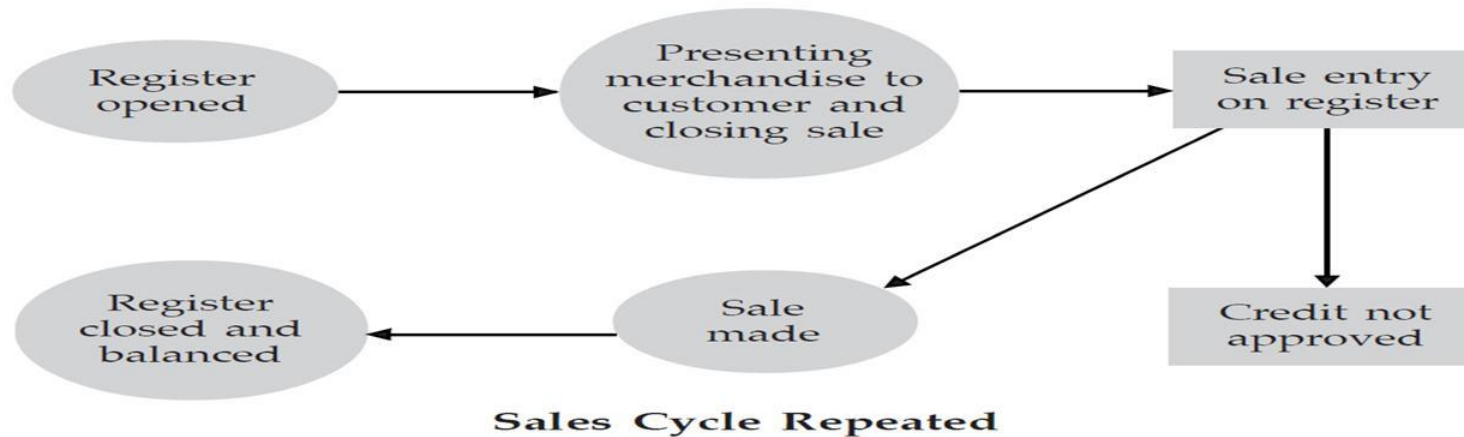 Register
opened
Presenting
merchandise to
customer and
closing sale
Sale entry
on register
Register
closed and
balanced
Sale
made
Credit not
approved
Sales Cycle Repeated